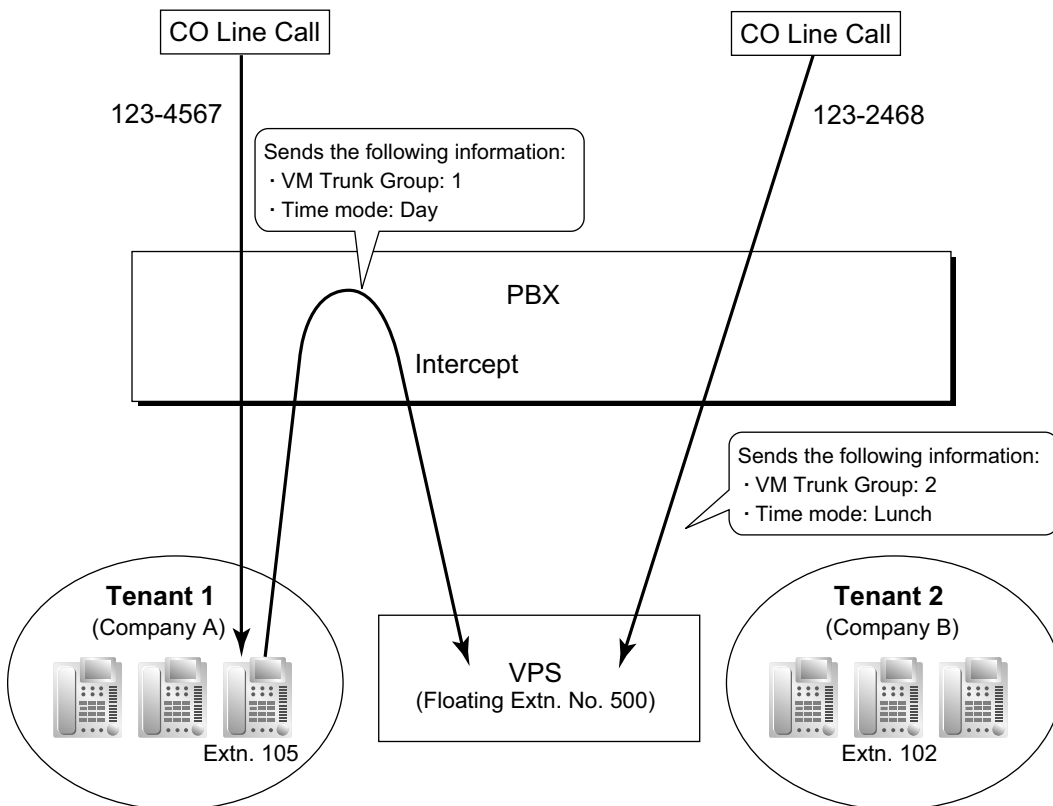 CO Line Call
CO Line Call
123-4567
123-2468
Sends the following information:
· VM Trunk Group: 1
· Time mode: Day
PBX
Intercept
Sends the following information:
· VM Trunk Group: 2
· Time mode: Lunch
Tenant 1
(Company A)
Extn. 105
VPS
(Floating Extn. No. 500)
Tenant 2
(Company B)
Extn. 102